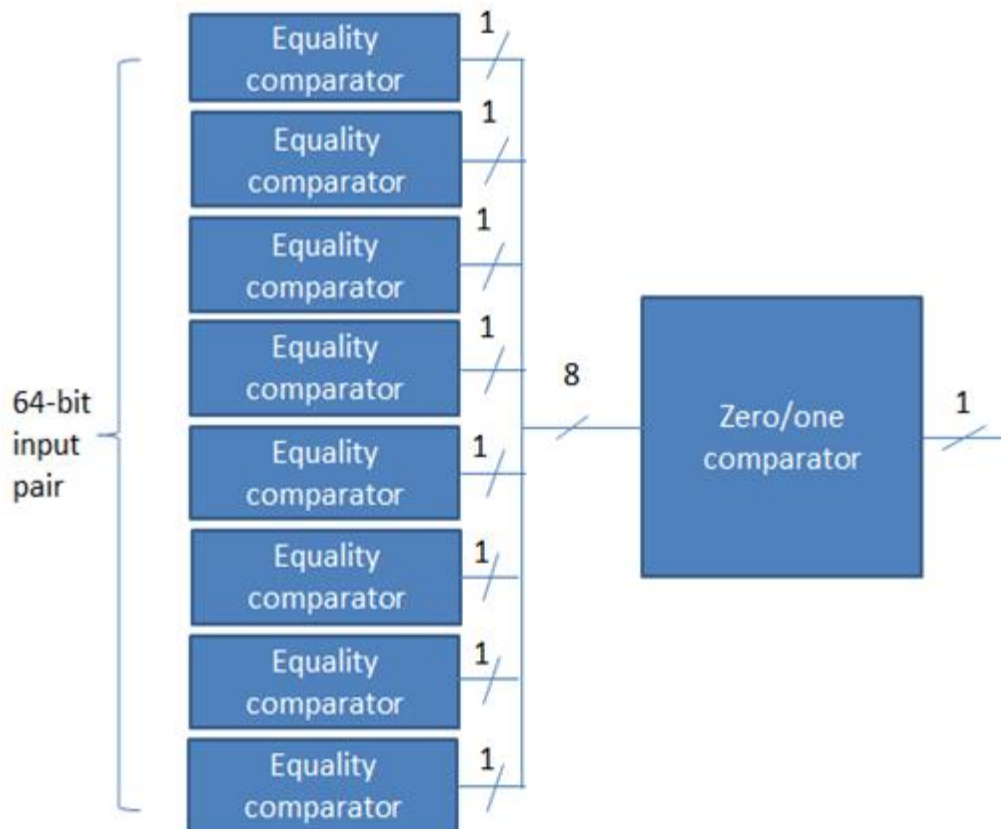 Equality
comparator
1
Equality
comparator
1
Equality
comparator
1
Equality
comparator
1
Equality
comparator
1
Equality
comparator
1
Equality
comparator
1
Equality
comparator
1
64-bit
input
pair
8
Zero/one
comparator
1